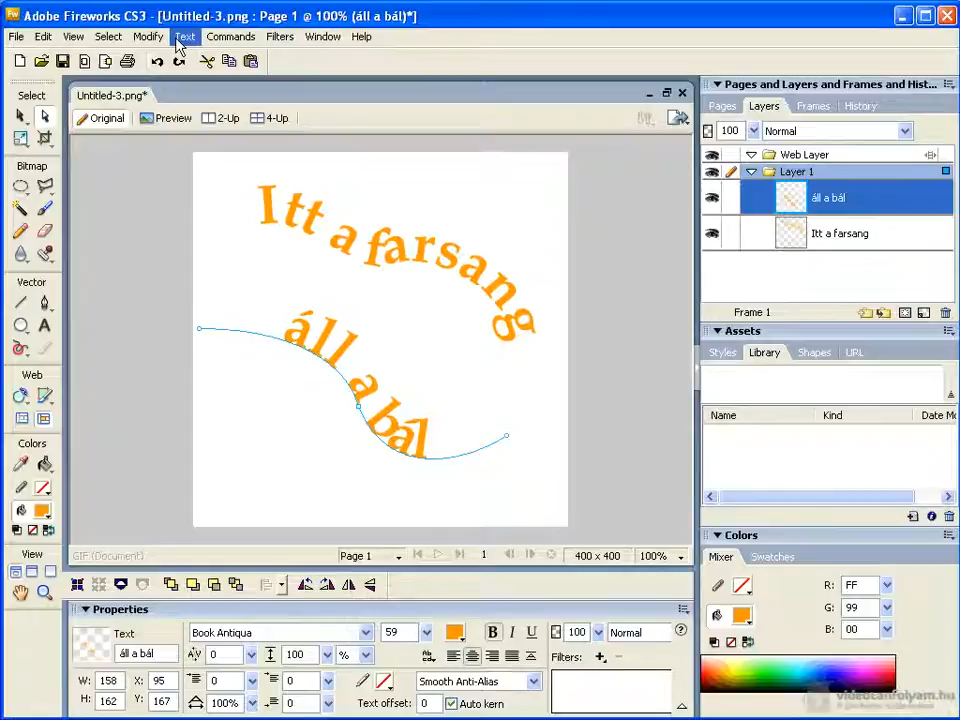 Adobe Fireworks CS3 - [Untitled-3.png : Page 1 @ 100% (áll a bál)*]
File Edit View Select Modify Text Commands Filters Window Help
Select
Bitmap
Vector
Web
Colors
View
Untitled-3.png*
Original Preview 2-Up 4-Up
Itt a farsang
áll a bál
GIF (Document)
Page 1 1 400 x 400 100%
Pages and Layers and Frames and Hist...
Pages Layers Frames History
100 Normal
Web Layer
Layer 1
áll a bál
Itt a farsang
Frame 1
Assets
Styles Library Shapes URL
Name Kind Date Mo
Colors
Mixer Swatches
R: FF
G: 99
B: 00
Properties
Text
áll a bál
Book Antiqua 59 B I U 100 Normal
0 100 % Filters:
W: 158 X: 95 0 0 Smooth Anti-Alias
H: 162 Y: 167 100% 0 Text offset: 0 Auto kern
videotanfolyam.hu